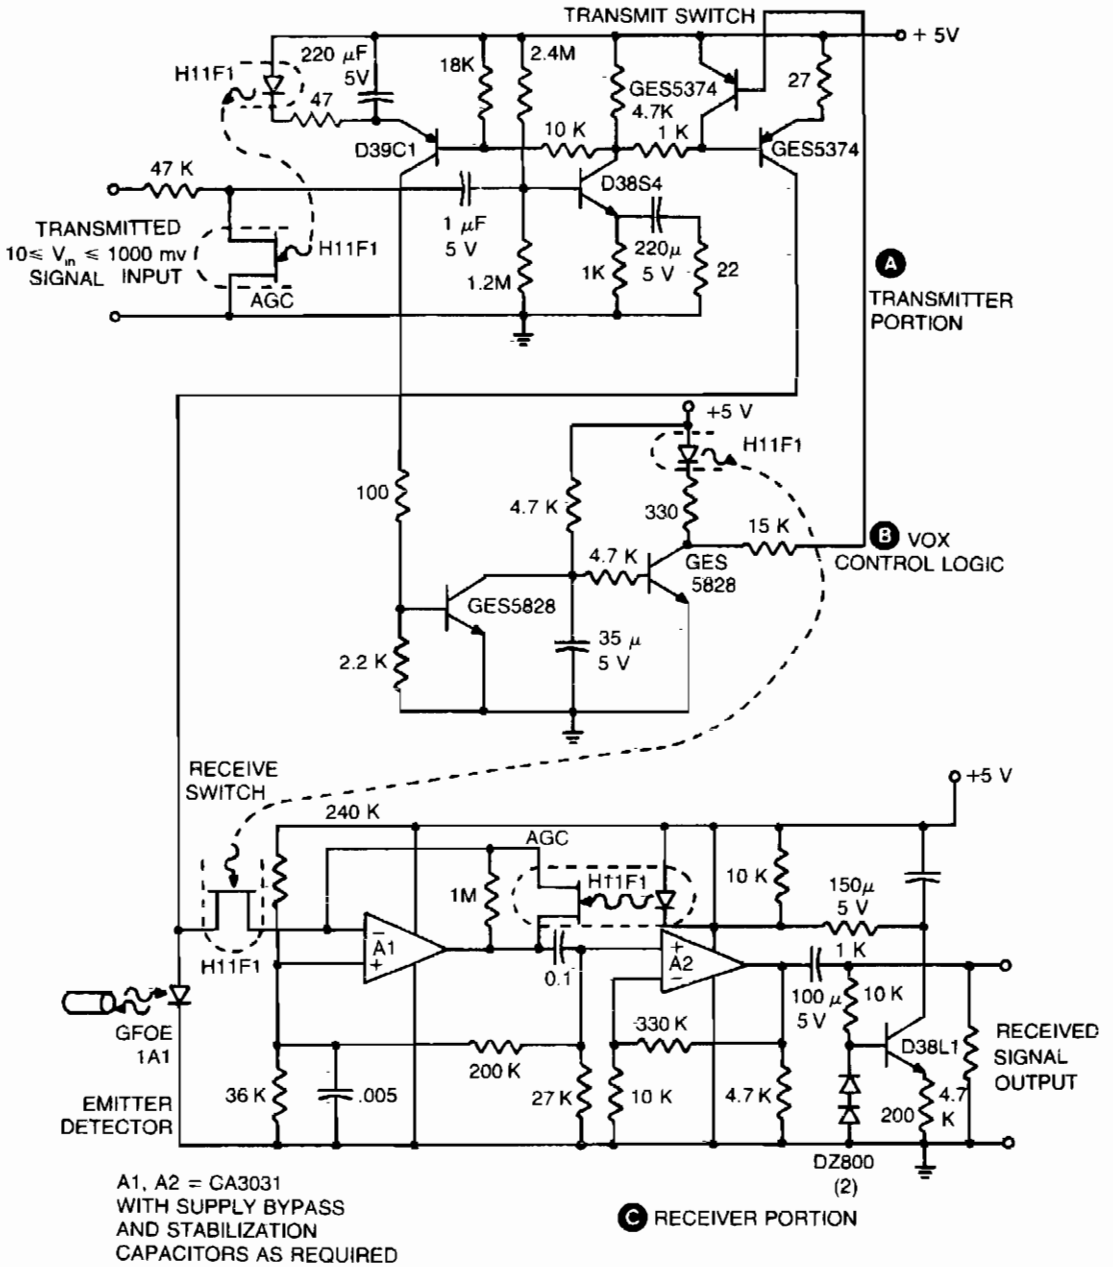 TRANSMIT SWITCH
+ 5V
220 μF
5V
H11F1
47
18K
2.4M
GES5374
4.7K
27
D39C1
10 K
1 K
GES5374
47 K
D38S4
1 μF
5 V
TRANSMITTED
10≤ Vin ≤ 1000 mv
SIGNAL INPUT
H11F1
AGC
1.2M
1K
220μ
5 V
22
A
TRANSMITTER
PORTION
+5 V
H11F1
100
4.7 K
330
15 K
B VOX
CONTROL LOGIC
4.7 K
GES
5828
GES5828
2.2 K
35 μ
5 V
RECEIVE
SWITCH
+5 V
240 K
AGC
H11F1
1M
10 K
150μ
5 V
A1
−
+
H11F1
0.1
+
A2
−
1 K
100 μ
5V
10 K
GFOE
1A1
330 K
D38L1
RECEIVED
SIGNAL
OUTPUT
200 K
36 K
.005
27 K
10 K
4.7 K
200
4.7
K
EMITTER
DETECTOR
DZ800
(2)
A1, A2 = CA3031
WITH SUPPLY BYPASS
AND STABILIZATION
CAPACITORS AS REQUIRED
C RECEIVER PORTION